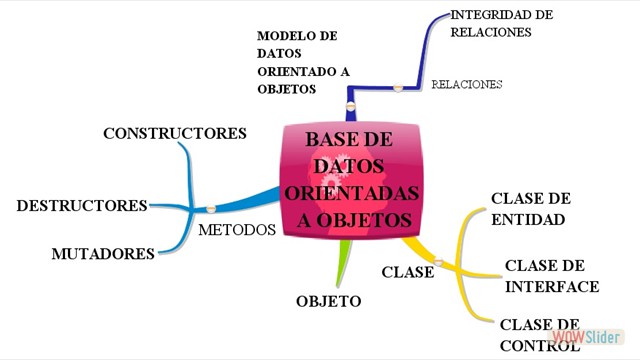 MODELO DE
DATOS
ORIENTADO A
OBJETOS
INTEGRIDAD DE
RELACIONES
RELACIONES
BASE DE
DATOS
ORIENTADAS
A OBJETOS
CONSTRUCTORES
DESTRUCTORES
MUTADORES
METODOS
OBJETO
CLASE
CLASE DE
ENTIDAD
CLASE DE
INTERFACE
CLASE DE
CONTROL
WOWSlider